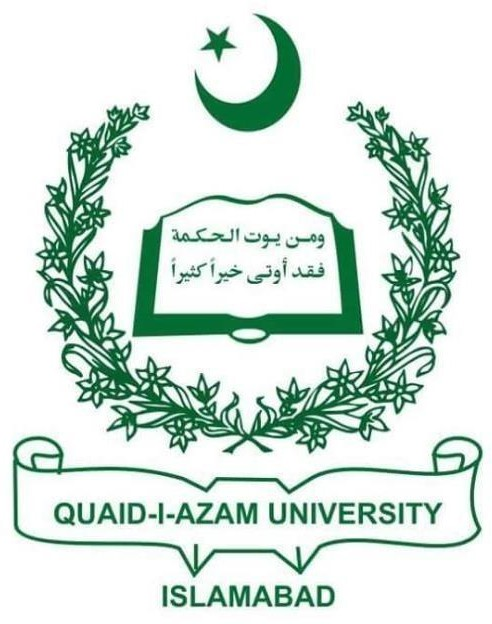 ومن يوت الحكمة
فقد أوتى خيراً كثيراً
QUAID-I-AZAM UNIVERSITY
ISLAMABAD